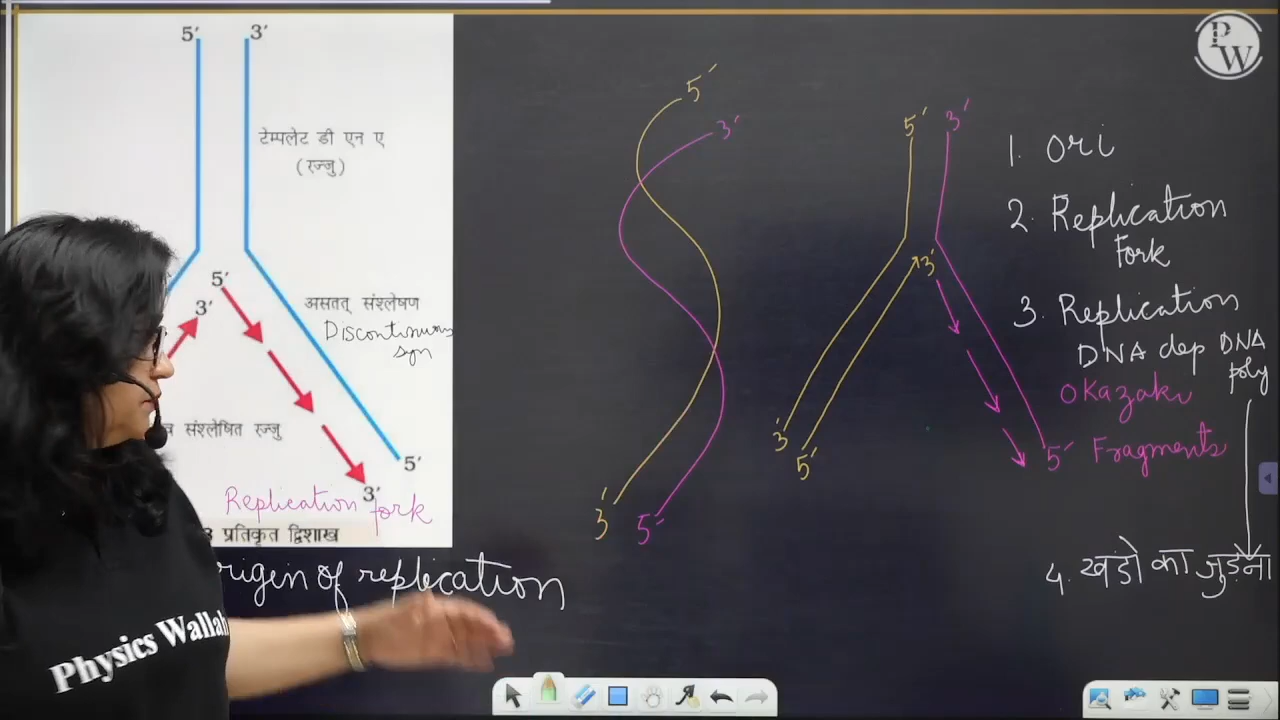 5′ 3′
टेम्पलेट डी एन ए
(रज्जु)
5′
3′
असतत् संश्लेषण
Discontinuous
syn
संश्लेषित रज्जु
5′
3′
Replication fork
प्रतिकृत द्विशाख
rigin of replication
Physics Wallah
5′
3′
3′
5′
5′ 3′
3′
3′
5′
5′
1. Ori
2. Replication
Fork
3. Replication
DNA dep DNA
poly
Okazaki
Fragments
4. खंडो का जुड़ना
PW